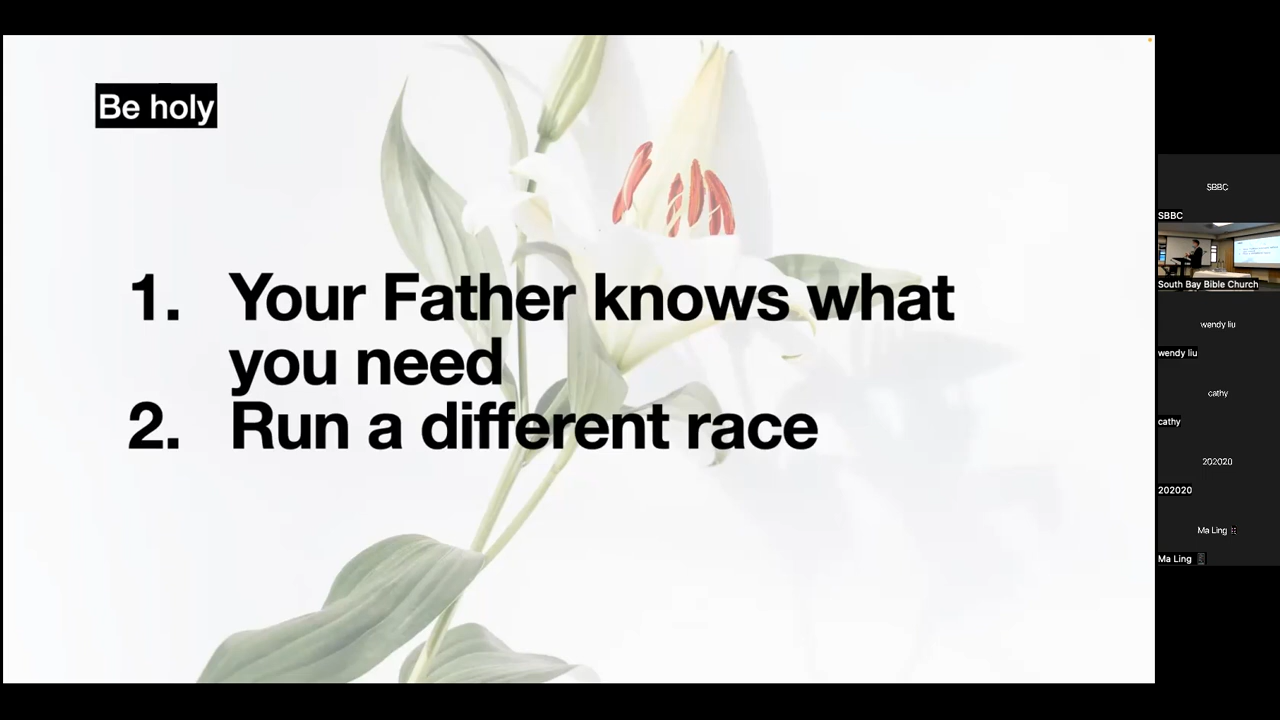 Be holy
1. Your Father knows what
you need
2. Run a different race
SBBC
SBBC
South Bay Bible Church
wendy liu
wendy liu
cathy
cathy
202020
202020
Ma Ling
Ma Ling